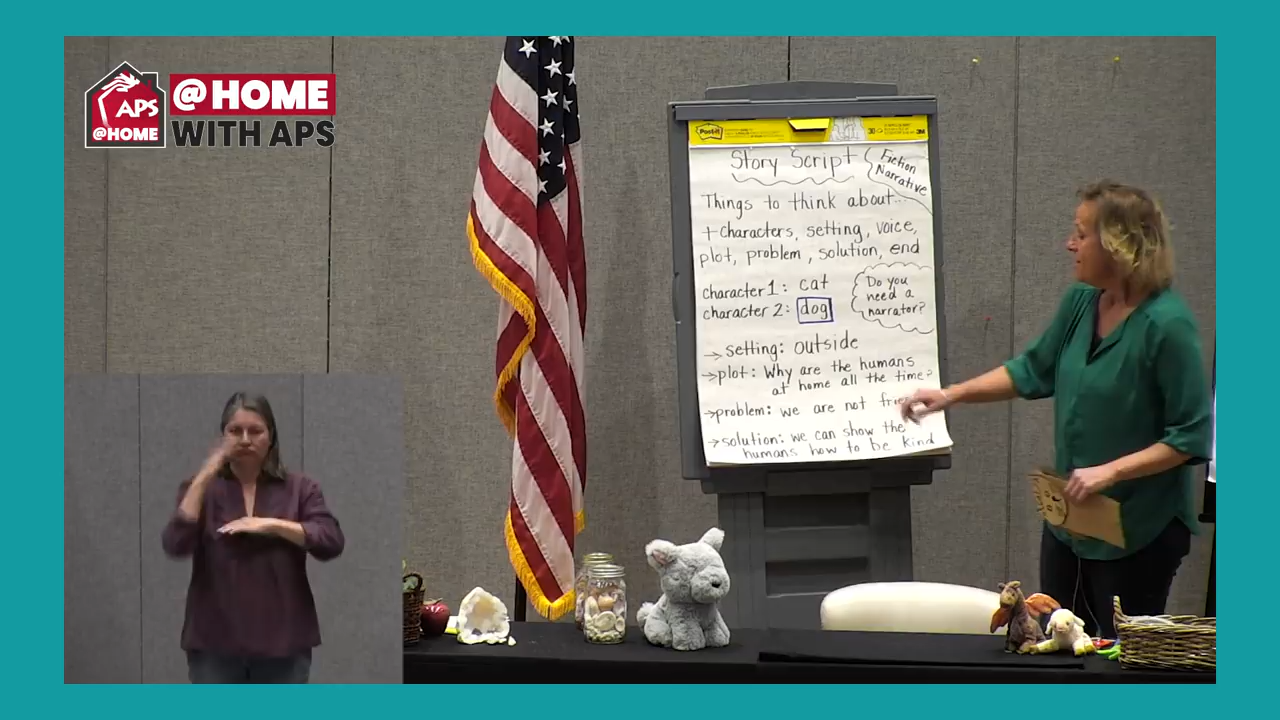 APS
@HOME
@HOME
WITH APS
Post-it
30
3M
Story Script
Fiction
Narrative
Things to think about...
+characters, setting, voice,
plot, problem, solution, end
character 1: cat
character 2: dog
Do you
need a
narrator?
→ setting: outside
→plot: Why are the humans
at home all the time?
→problem: we are not
→solution: we can show the
humans how to be kind